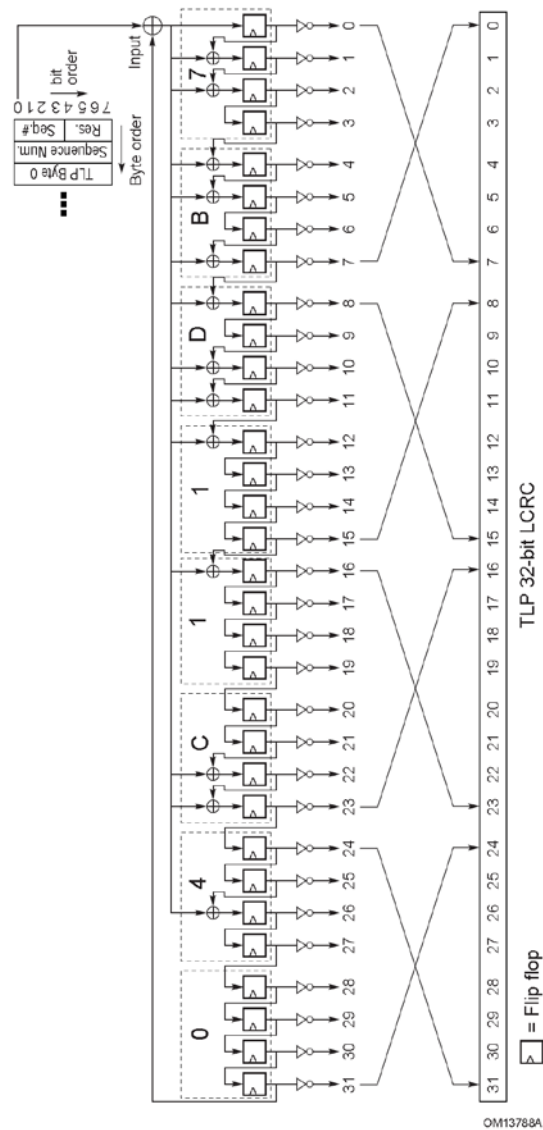 bit
order
7 6 5 4 3 2 1 0
Res. Seq.#
Sequence Num.
TLP Byte 0
Byte order
Input
0 4 C 1 1 D B 7
31 30 29 28 27 26 25 24 23 22 21 20 19 18 17 16 15 14 13 12 11 10 9 8 7 6 5 4 3 2 1 0
31 30 29 28 27 26 25 24 23 22 21 20 19 18 17 16 15 14 13 12 11 10 9 8 7 6 5 4 3 2 1 0
TLP 32-bit LCRC
= Flip flop
OM13788A